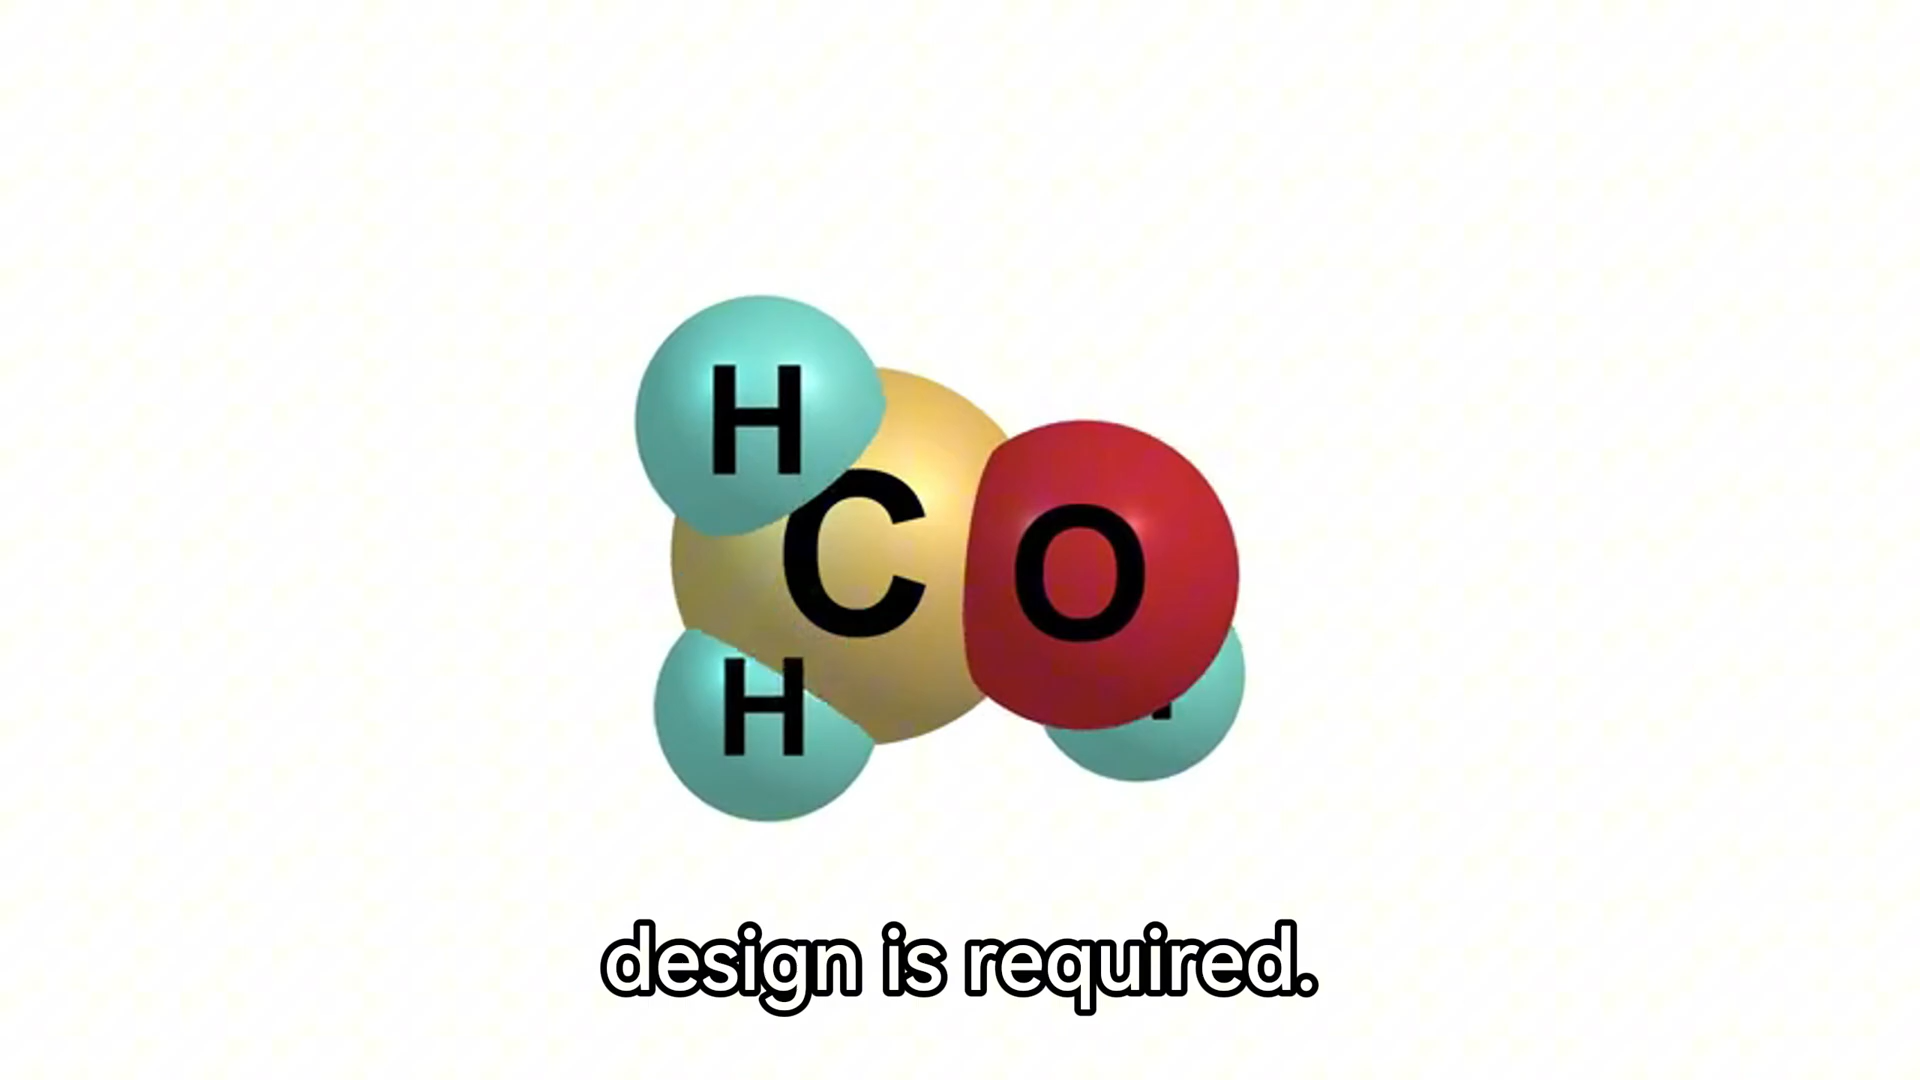 H
C
O
H
design is required.